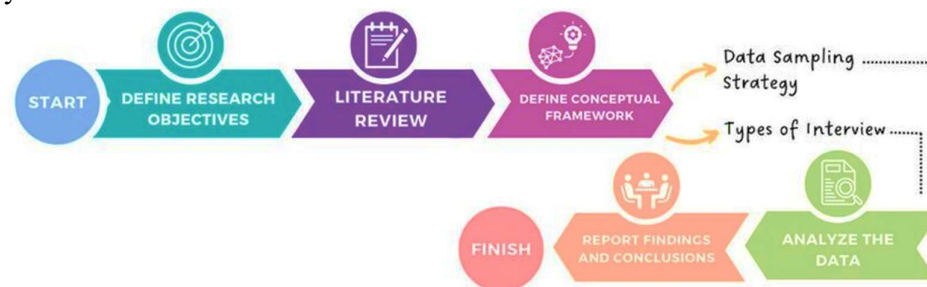 START
DEFINE RESEARCH
OBJECTIVES
LITERATURE
REVIEW
DEFINE CONCEPTUAL
FRAMEWORK
Data Sampling
Strategy
Types of Interview
FINISH
REPORT FINDINGS
AND CONCLUSIONS
ANALYZE THE
DATA